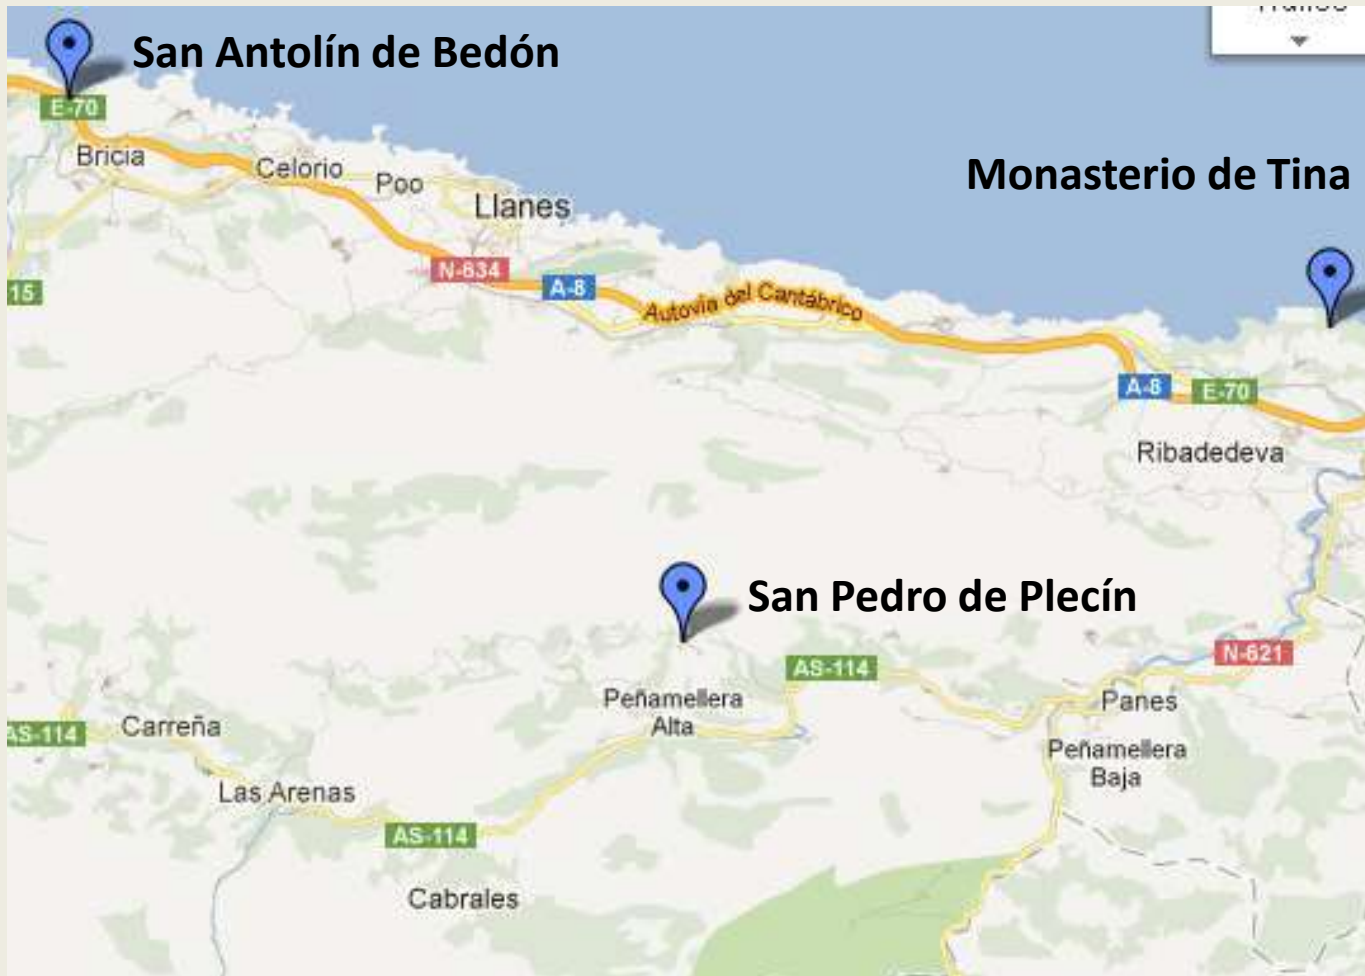 San Antolín de Bedón
E-70
Bricia
Celorio
Poo
Llanes
Monasterio de Tina
N-634
A-8
15
Autovía del Cantábrico
A-8
E-70
Ribadedeva
San Pedro de Plecín
N-621
AS-114
Peñamellera
Alta
Panes
AS-114
Carreña
Peñamellera
Baja
Las Arenas
AS-114
Cabrales